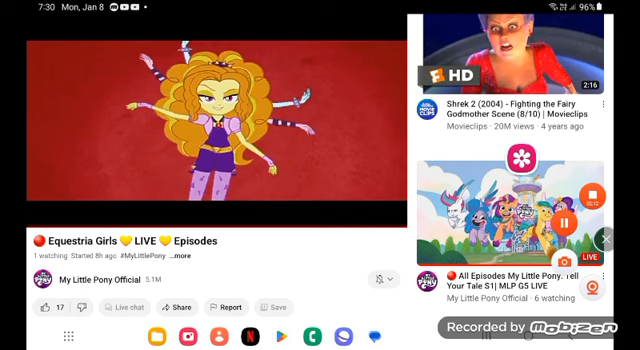 7:30 Mon, Jan 8
96%
HD
2:16
Shrek 2 (2004) - Fighting the Fairy
Godmother Scene (8/10) | Movieclips
Movieclips · 20M views · 4 years ago
MOVIE
CLIPS
🔴 Equestria Girls 💛 LIVE 💛 Episodes
1 watching Started 8h ago #MyLittlePony ...more
My Little Pony Official 5.1M
17
Live chat
Share
Report
Save
LIVE
🔴 All Episodes My Little Pony: Tell
Your Tale S1| MLP G5 LIVE
My Little Pony Official · 6 watching
Recorded by mobizen